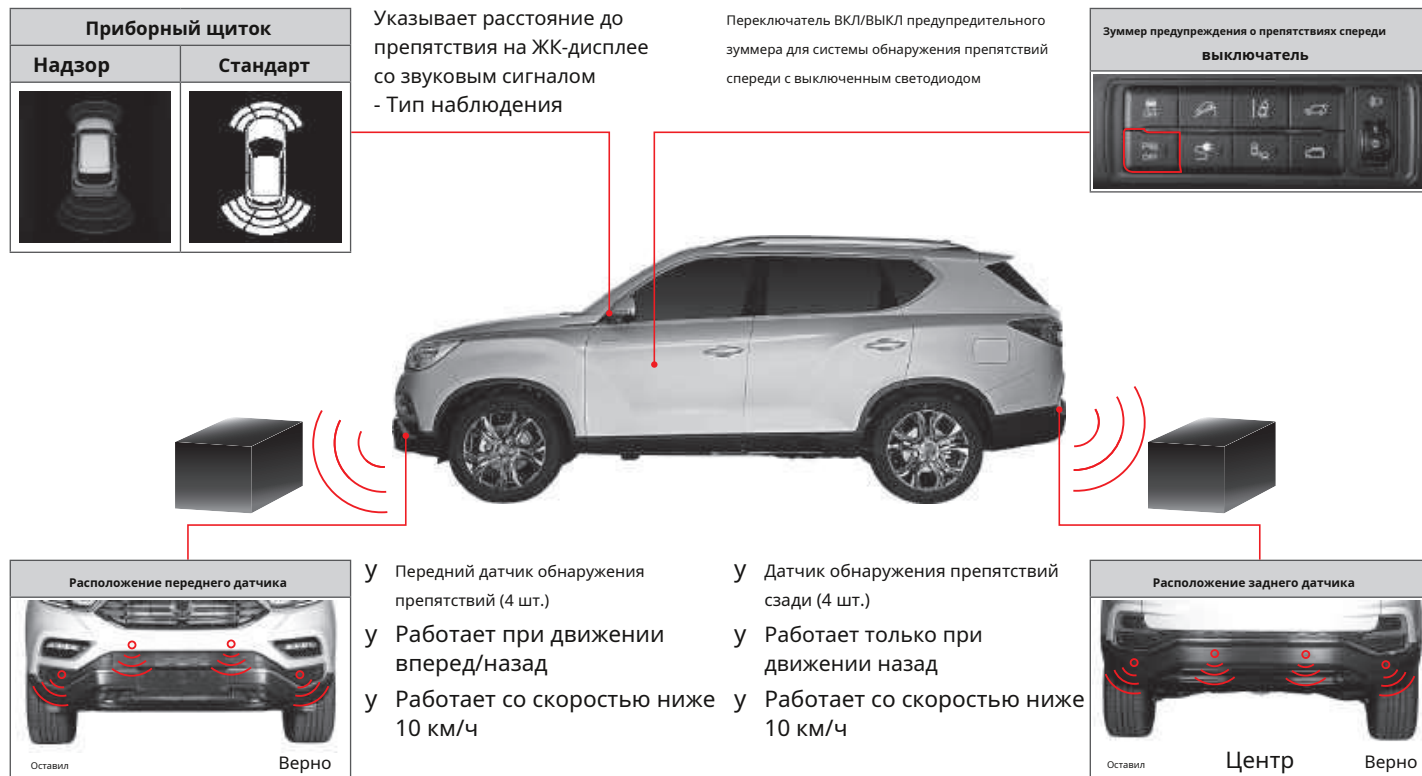 Приборный щиток
Надзор
Стандарт
Указывает расстояние до
препятствия на ЖК-дисплее
со звуковым сигналом
- Тип наблюдения
Переключатель ВКЛ/ВЫКЛ предупредительного
зуммера для системы обнаружения препятствий
спереди с выключенным светодиодом
Зуммер предупреждения о препятствиях спереди
выключатель
OFF
Расположение переднего датчика
Оставил
Верно
y Передний датчик обнаружения
препятствий (4 шт.)
y Работает при движении
вперед/назад
y Работает со скоростью ниже
10 км/ч
y Датчик обнаружения препятствий
сзади (4 шт.)
y Работает только при
движении назад
y Работает со скоростью ниже
10 км/ч
Расположение заднего датчика
Оставил
Центр
Верно